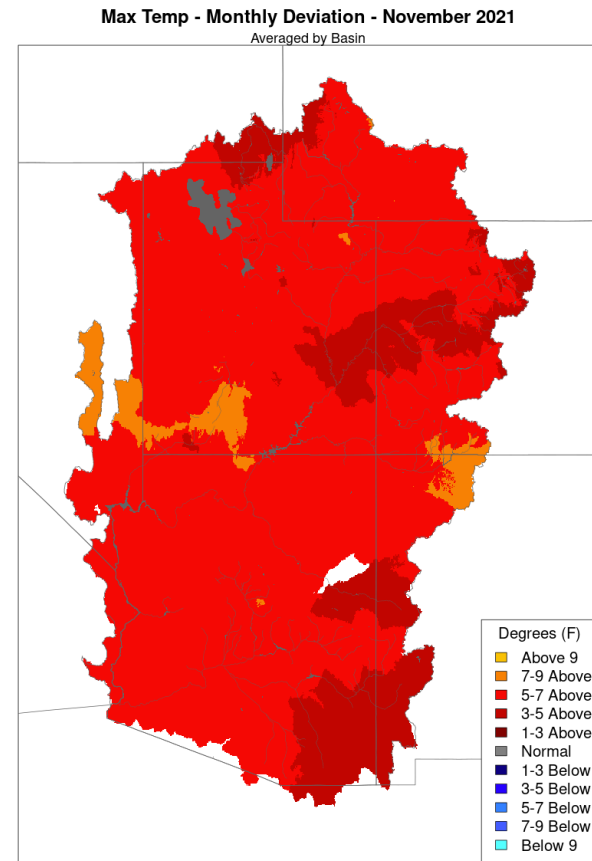 Max Temp - Monthly Deviation - November 2021
Averaged by Basin
Degrees (F)
Above 9
7-9 Above
5-7 Above
3-5 Above
1-3 Above
Normal
1-3 Below
3-5 Below
5-7 Below
7-9 Below
Below 9